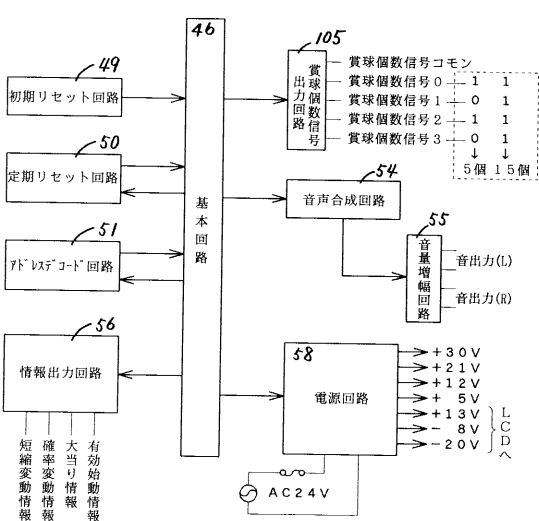 46
基本回路
49
初期リセット回路
50
定期リセット回路
51
ｱﾄﾞﾚｽﾃﾞコｰﾄﾞ回路
56
情報出力回路
短縮変動情報
確率変動情報
大当り情報
有効始動情報
105
賞球個数信号
出力回路
賞球個数信号コモン
賞球個数信号0 1 1
賞球個数信号1 0 1
賞球個数信号2 1 1
賞球個数信号3 0 1
↓ ↓
5個 15個
54
音声合成回路
55
音量増幅回路
音出力(L)
音出力(R)
58
電源回路
+30V
+21V
+12V
+ 5V
+13V
- 8V
-20V
LCDへ
AC24V